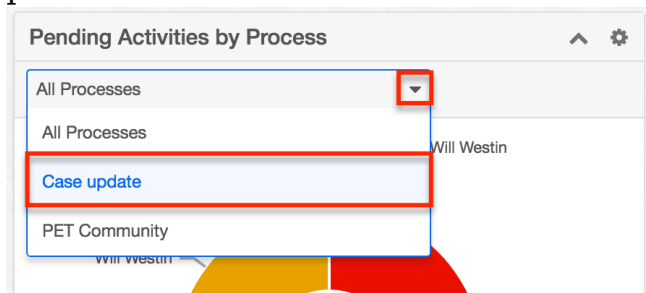 Pending Activities by Process
All Processes
All Processes
Will Westin
Case update
PET Community
Will Westin